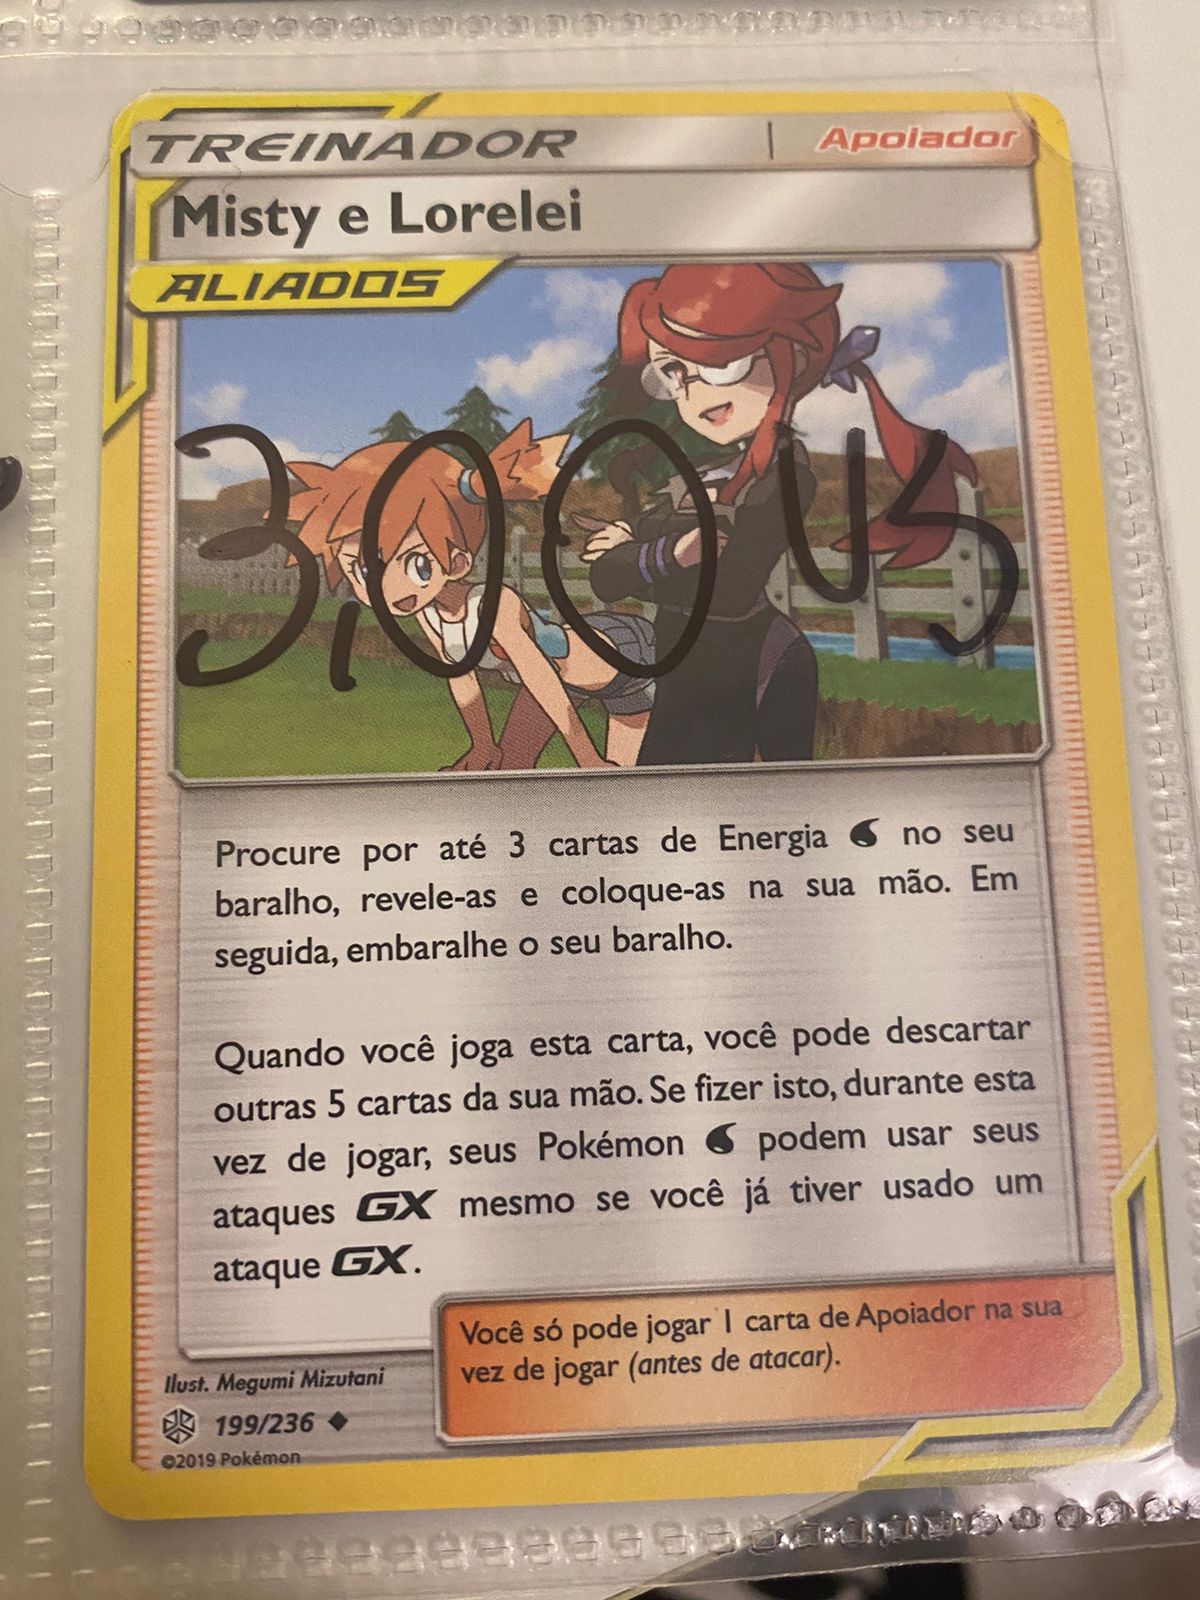 TREINADOR | Apoiador
Misty e Lorelei
ALIADOS
3,00 US
Procure por até 3 cartas de Energia no seu
baralho, revele-as e coloque-as na sua mão. Em
seguida, embaralhe o seu baralho.
Quando você joga esta carta, você pode descartar
outras 5 cartas da sua mão. Se fizer isto, durante esta
vez de jogar, seus Pokémon podem usar seus
ataques GX mesmo se você já tiver usado um
ataque GX.
Você só pode jogar 1 carta de Apoiador na sua
vez de jogar (antes de atacar).
Ilust. Megumi Mizutani
199/236
©2019 Pokémon